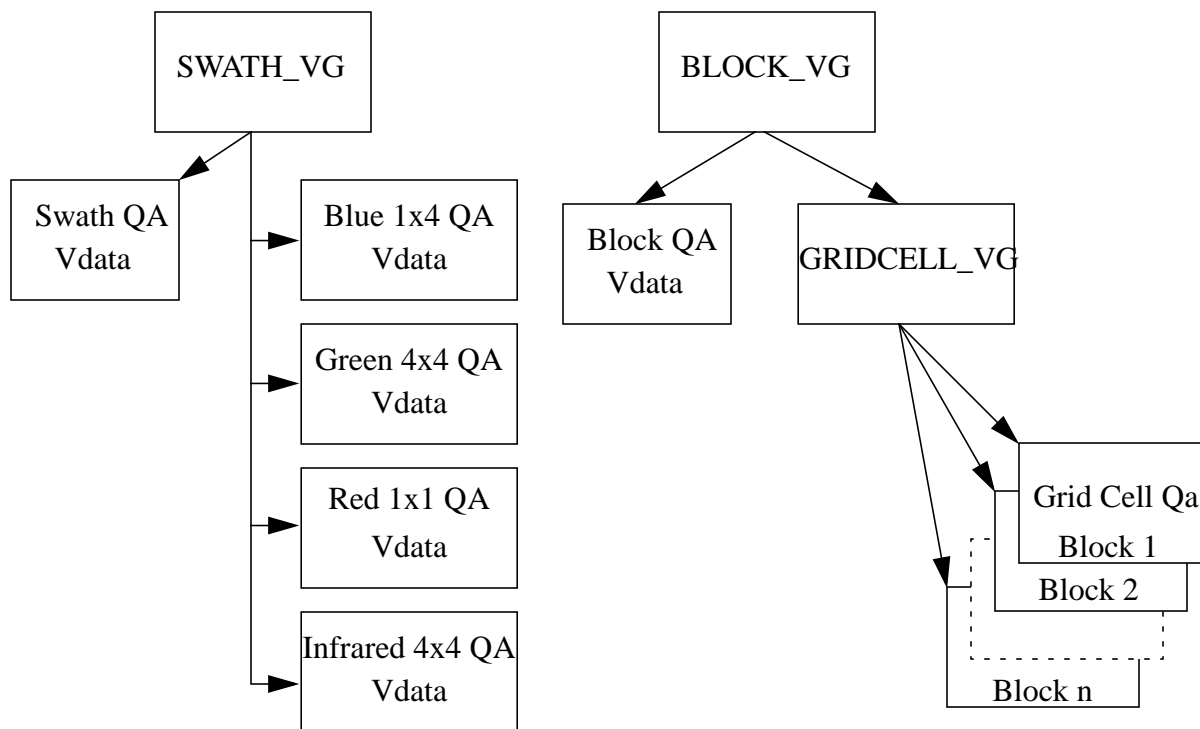 SWATH_VG
Swath QA
Vdata
Blue 1x4 QA
Vdata
Green 4x4 QA
Vdata
Red 1x1 QA
Vdata
Infrared 4x4 QA
Vdata
BLOCK_VG
Block QA
Vdata
GRIDCELL_VG
Grid Cell Qa
Block 1
Block 2
Block n